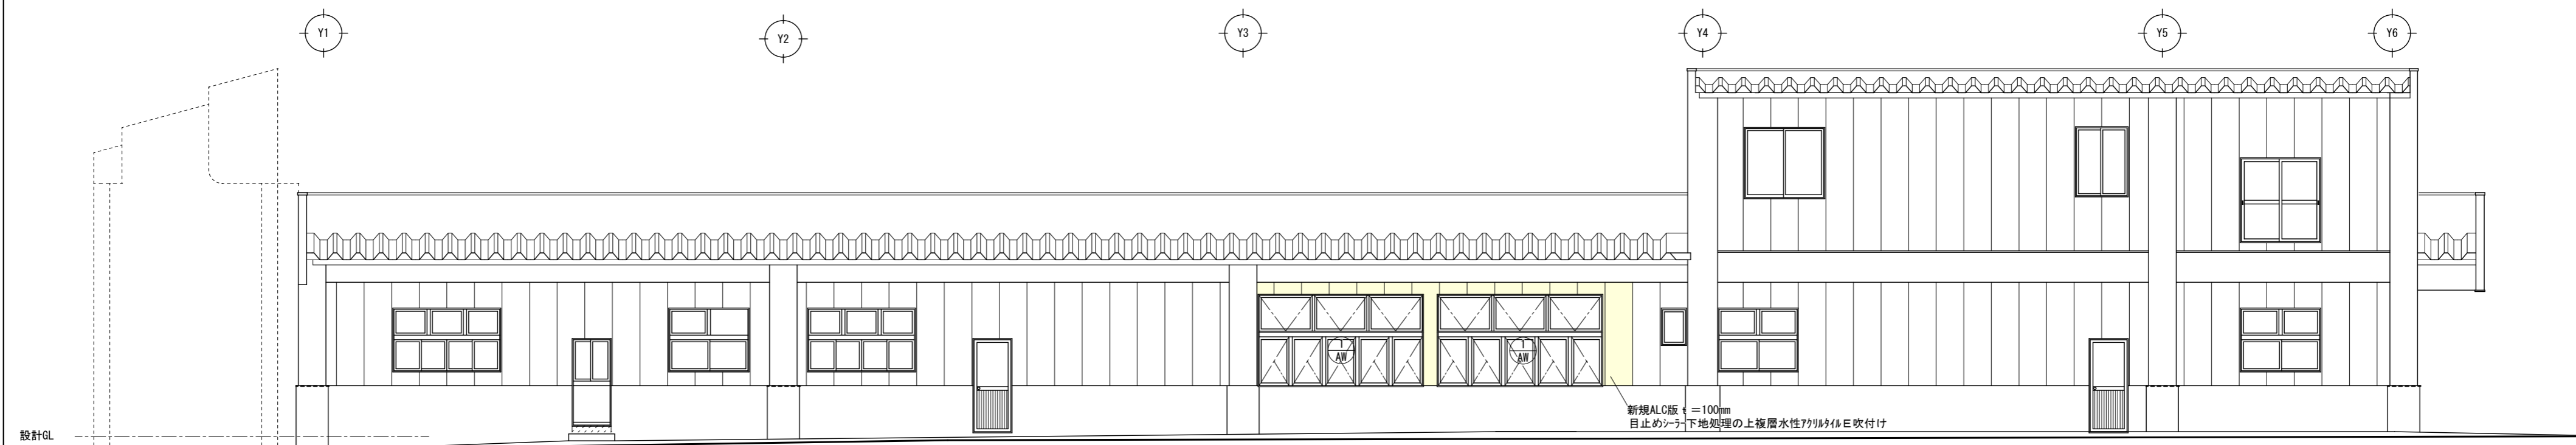 Y1 Y2 Y3 Y4 Y5 Y6
1
AW
1
AW
新規ALC版 t =100mm
目止めシーラー下地処理の上複層水性アクリルタイルE吹付け
設計GL